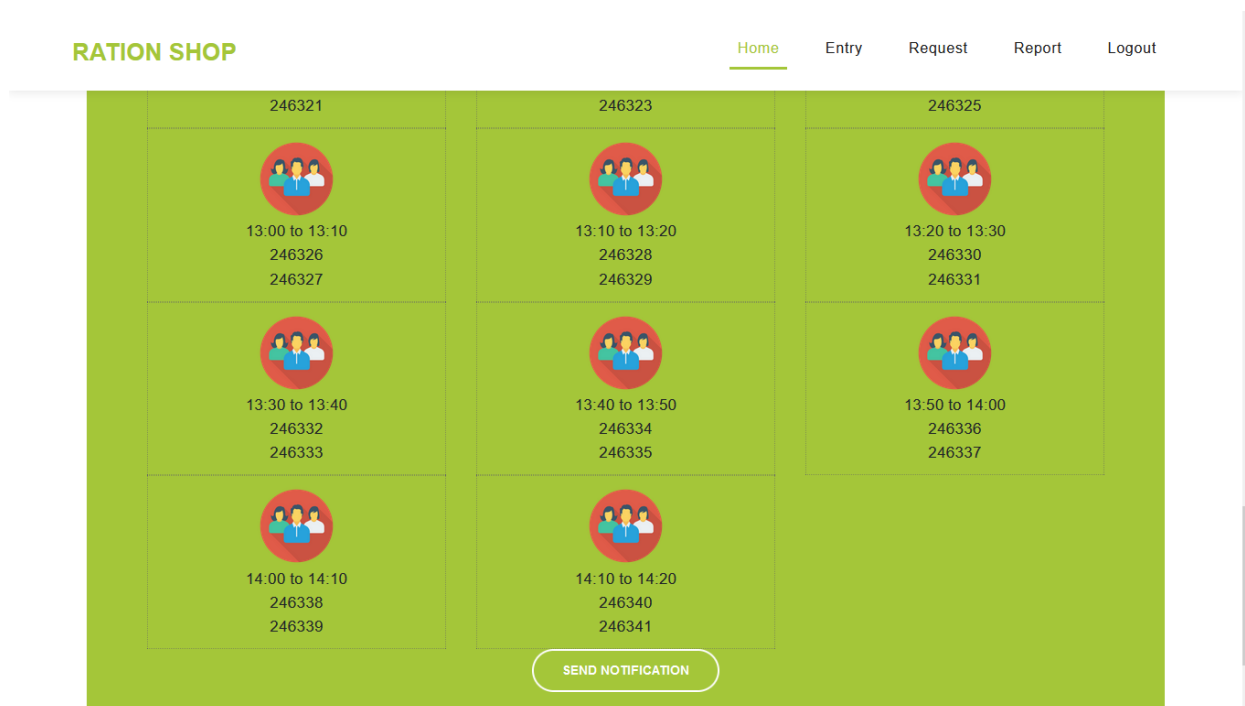 RATION SHOP
Home Entry Request Report Logout
246321 246323 246325
13:00 to 13:10 13:10 to 13:20 13:20 to 13:30
246326 246328 246330
246327 246329 246331
13:30 to 13:40 13:40 to 13:50 13:50 to 14:00
246332 246334 246336
246333 246335 246337
14:00 to 14:10 14:10 to 14:20
246338 246340
246339 246341
SEND NOTIFICATION